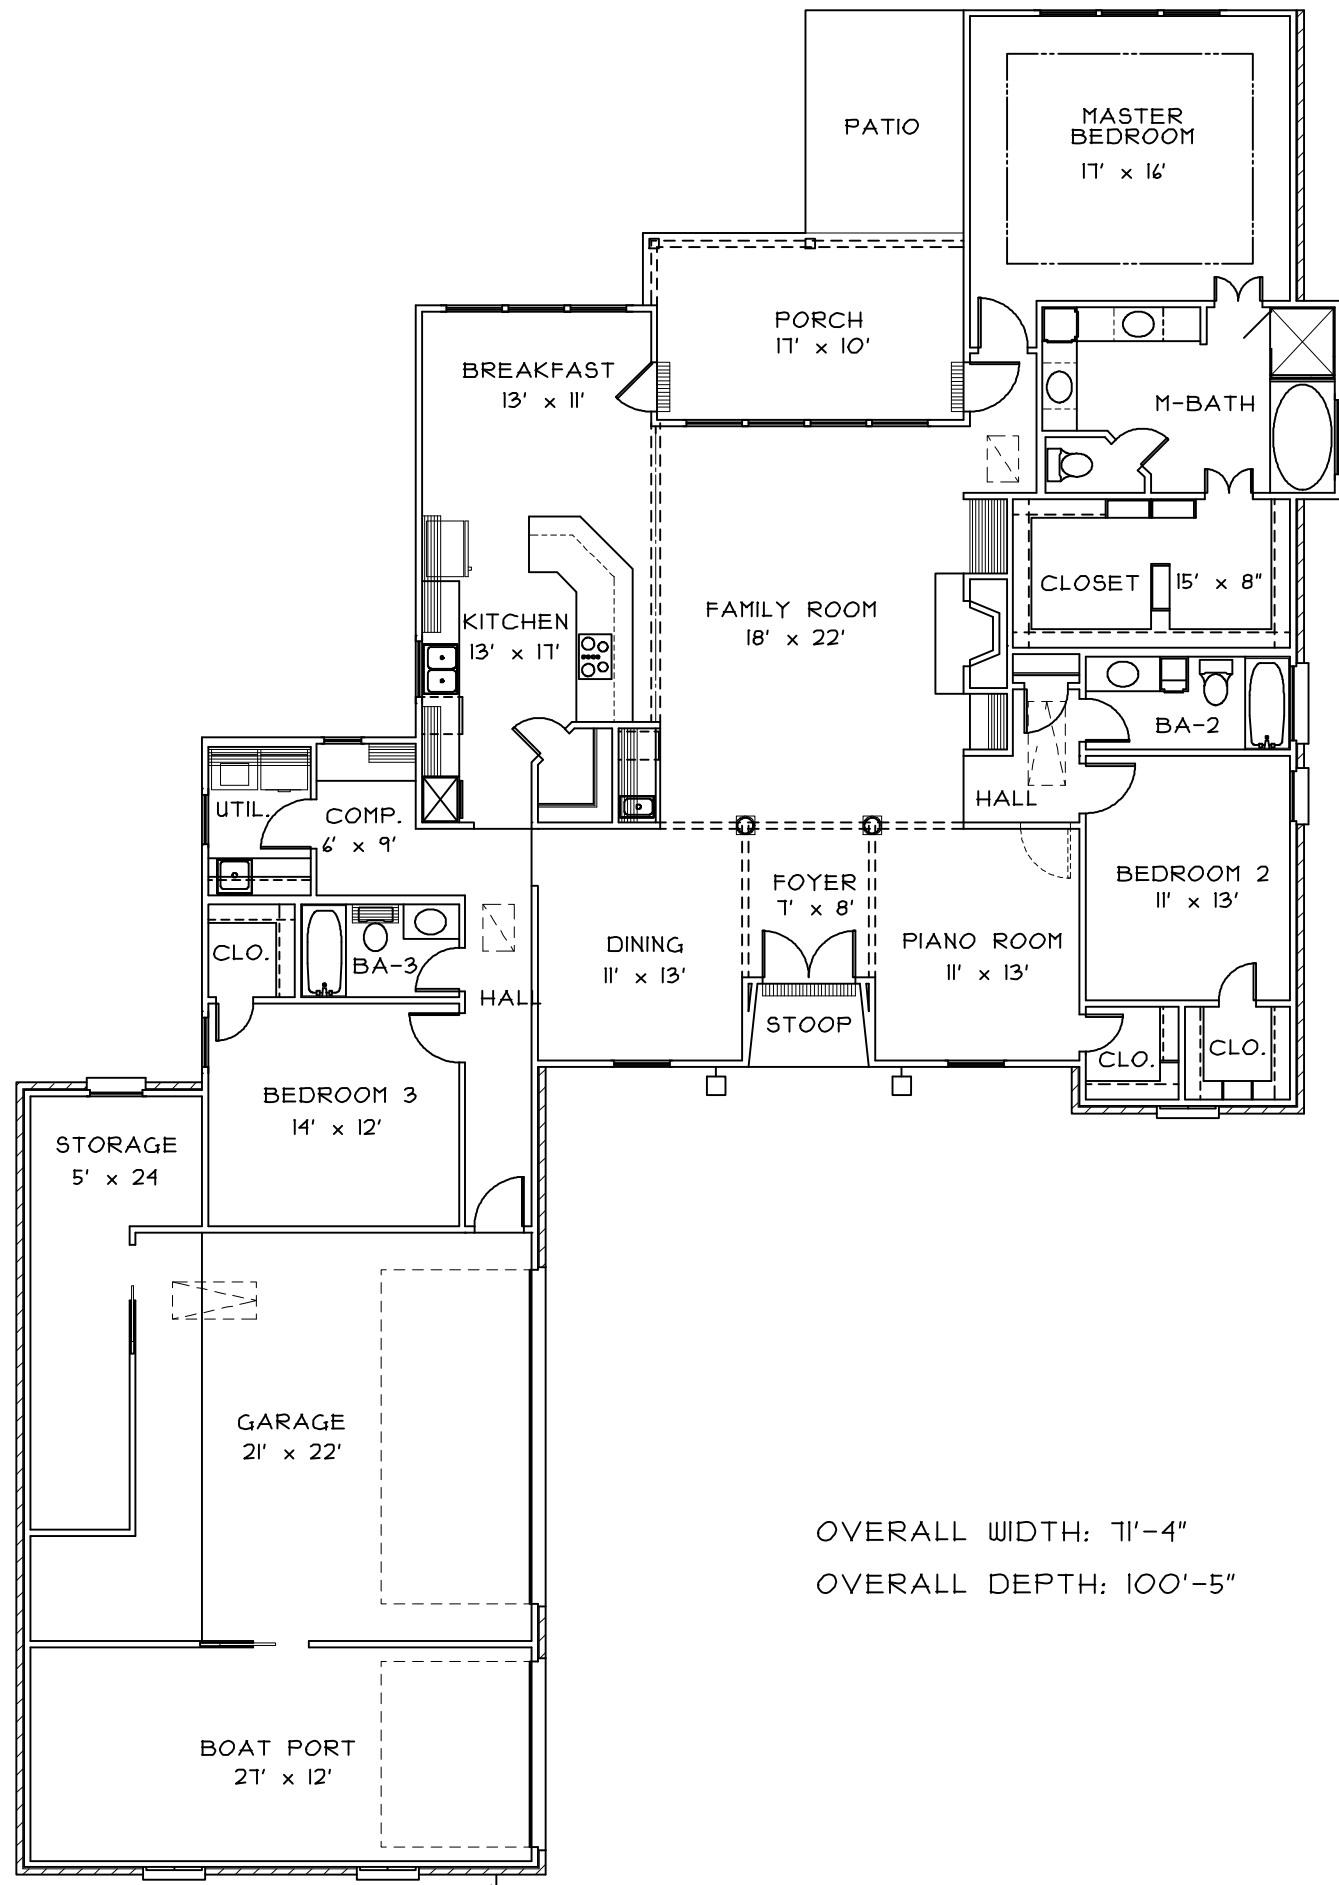 PATIO
MASTER
BEDROOM
17' x 16'
PORCH
17' x 10'
BREAKFAST
13' x 11'
M-BATH
CLOSET 15' x 8"
FAMILY ROOM
18' x 22'
KITCHEN
13' x 17'
BA-2
HALL
UTIL.
COMP.
6' x 9'
BEDROOM 2
11' x 13'
FOYER
7' x 8'
DINING
11' x 13'
PIANO ROOM
11' x 13'
CLO.
BA-3
HALL
STOOP
CLO.
CLO.
BEDROOM 3
14' x 12'
STORAGE
5' x 24
GARAGE
21' x 22'
OVERALL WIDTH: 71'-4"
OVERALL DEPTH: 100'-5"
BOAT PORT
27' x 12'